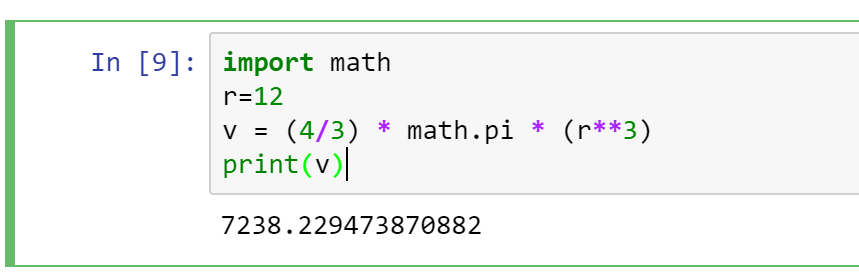 In [9]: import math
r=12
v = (4/3) * math.pi * (r**3)
print(v)
7238.229473870882